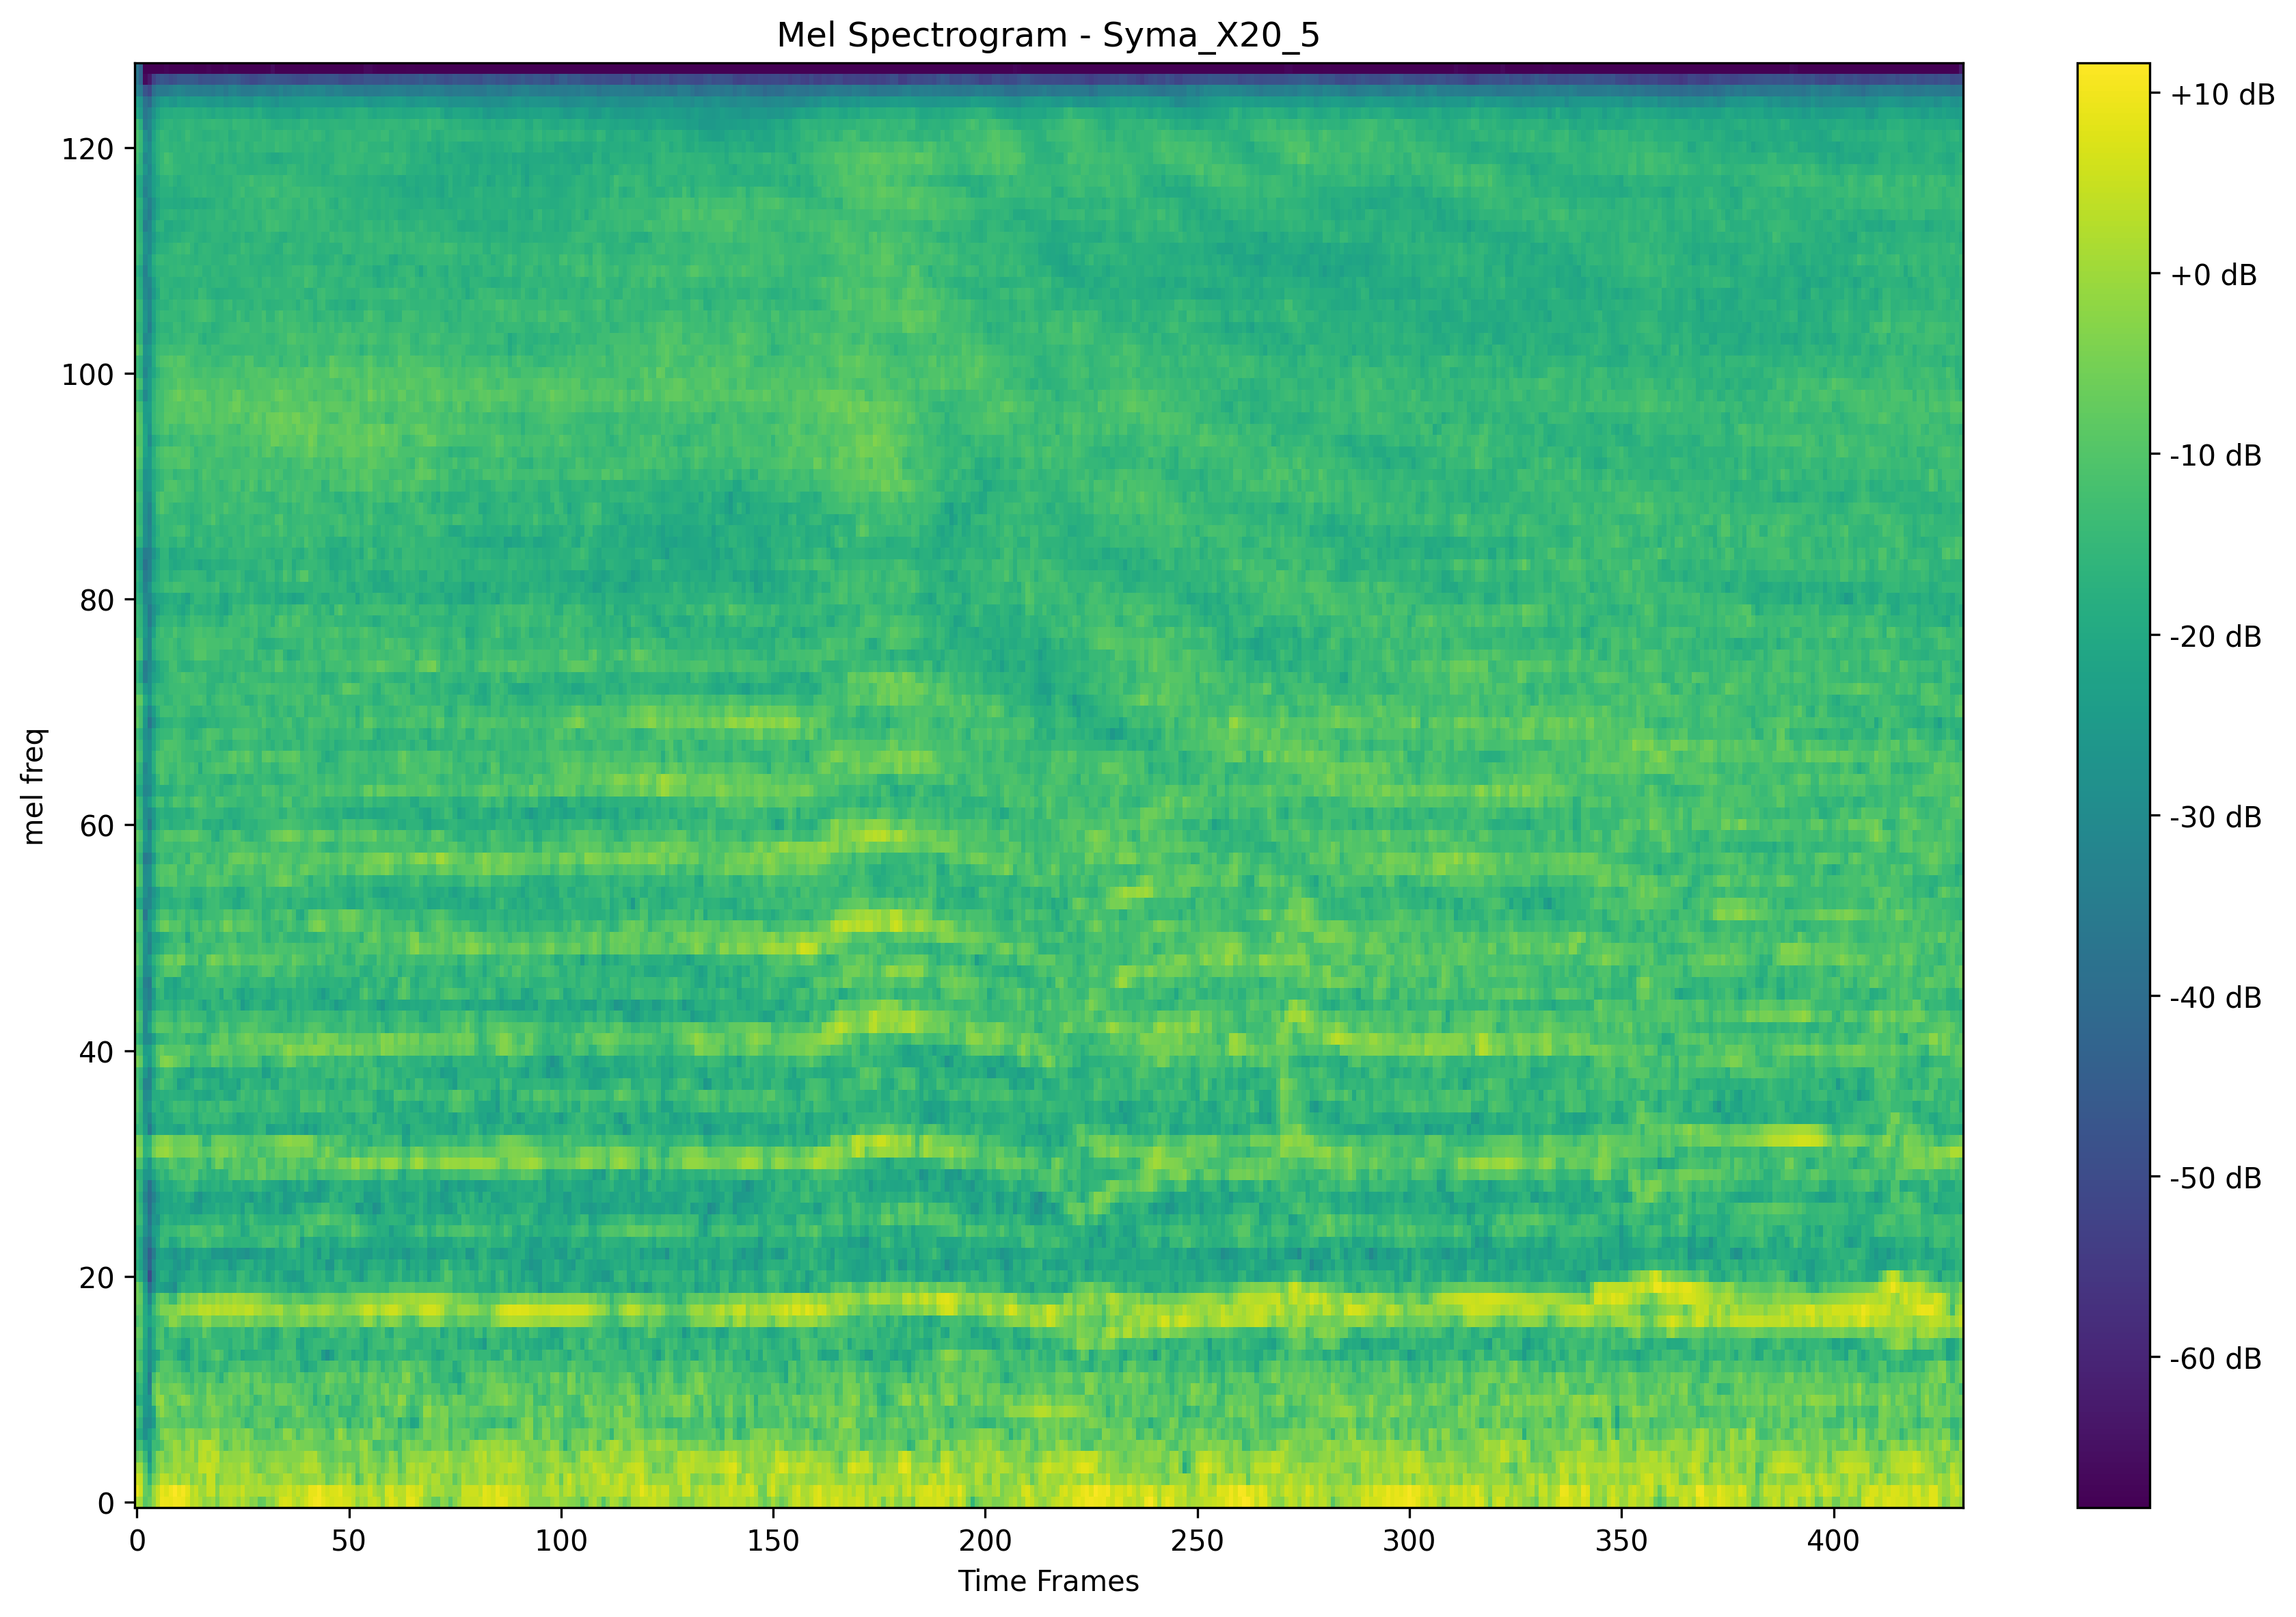 Mel Spectrogram - Syma_X20_5
mel freq
120
100
80
60
40
20
0
0 50 100 150 200 250 300 350 400
Time Frames
+10 dB
+0 dB
-10 dB
-20 dB
-30 dB
-40 dB
-50 dB
-60 dB